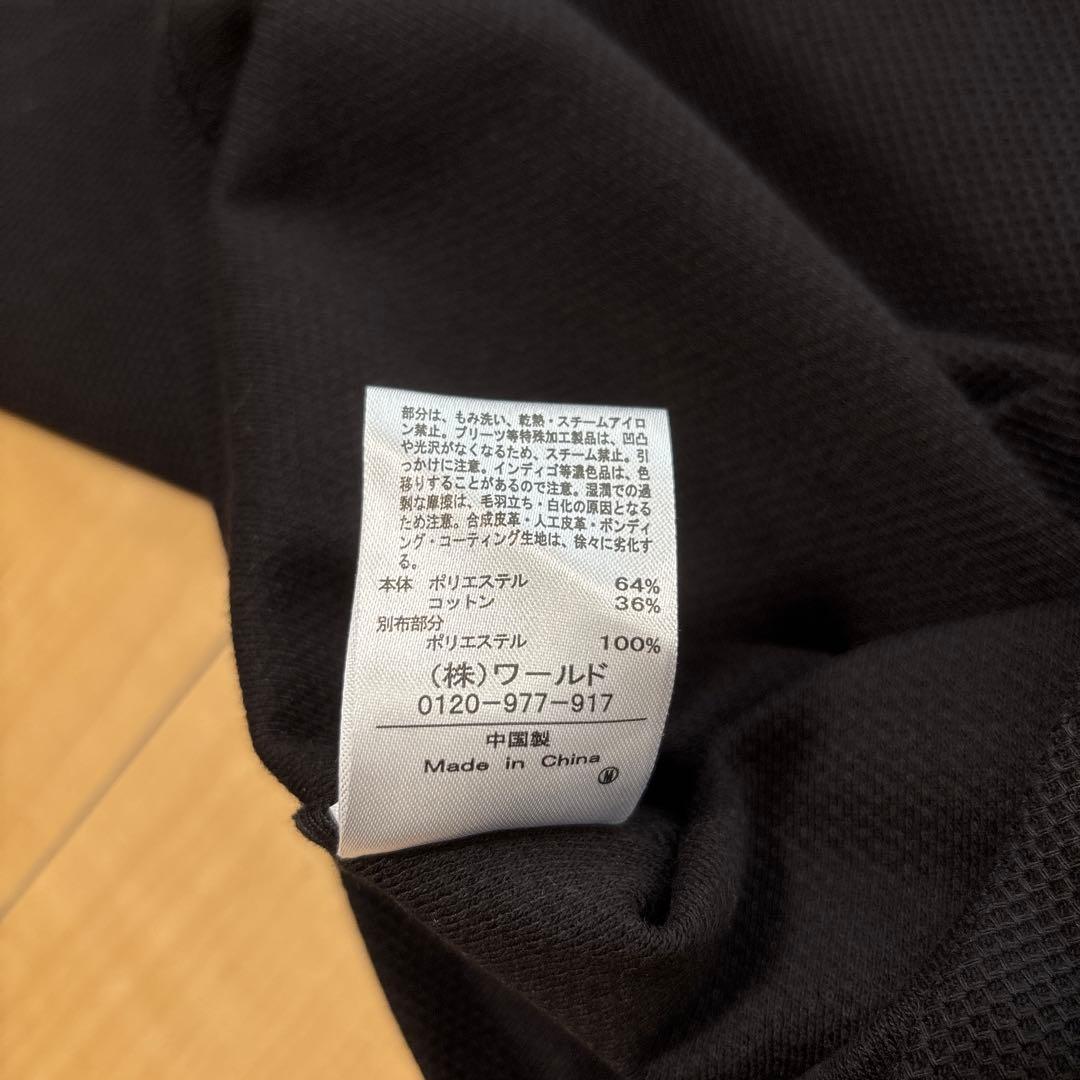 部分は、もみ洗い、乾熱・スチームアイロ
ン禁止。プリーツ等特殊加工製品は、凹凸
や光沢がなくなるため、スチーム禁止。引
っかけに注意。インディゴ等濃色品は、色
移りすることがあるので注意。湿潤での過
剰な摩擦は、毛羽立ち・白化の原因となる
ため注意。合成皮革・人工皮革・ボンディ
ング・コーティング生地は、徐々に劣化す
る。
本体 ポリエステル 64%
コットン 36%
別布部分
ポリエステル 100%
(株)ワールド
0120-977-917
中国製
Made in China
M